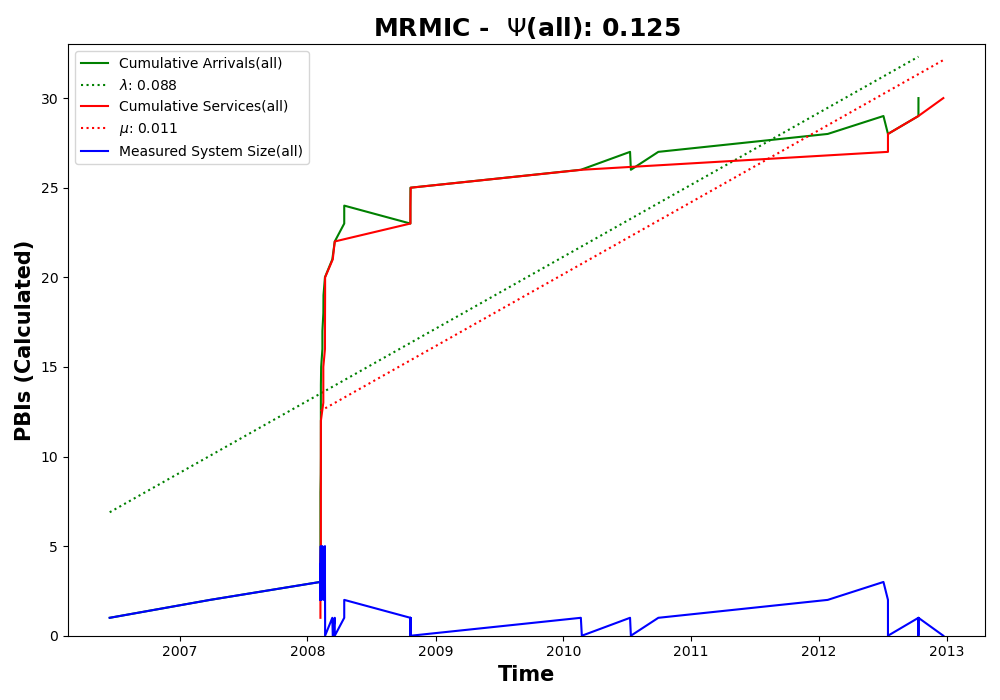 MRMIC - Ψ(all): 0.125
Cumulative Arrivals(all)
λ: 0.088
Cumulative Services(all)
μ: 0.011
Measured System Size(all)
PBIs (Calculated)
30
25
20
15
10
5
0
2007 2008 2009 2010 2011 2012 2013
Time